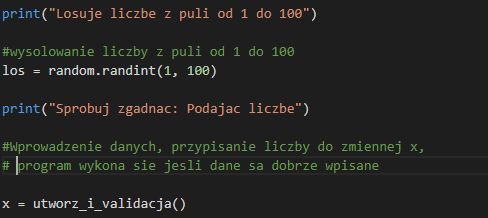 print("Losuje liczbe z puli od 1 do 100")
#wysolowanie liczby z puli od 1 do 100
los = random.randint(1, 100)
print("Sprobuj zgadnac: Podajac liczbe")
#Wprowadzenie danych, przypisanie liczby do zmiennej x,
# program wykona sie jesli dane sa dobrze wpisane
x = utworz_i_validacja()